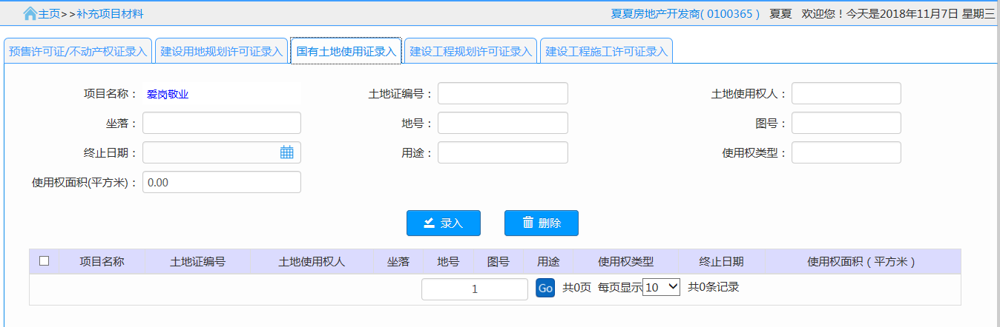 主页>>补充项目材料 夏夏房地产开发商( 0100365 ) 夏夏 欢迎您！今天是2018年11月7日 星期三
预售许可证/不动产权证录入 建设用地规划许可证录入 国有土地使用证录入 建设工程规划许可证录入 建设工程施工许可证录入
项目名称： 爱岗敬业 土地证编号： 土地使用权人：
坐落： 地号： 图号：
终止日期： 用途： 使用权类型：
使用权面积(平方米)： 0.00
录入 删除
项目名称 土地证编号 土地使用权人 坐落 地号 图号 用途 使用权类型 终止日期 使用权面积（平方米）
1 Go 共0页 每页显示 10 共0条记录